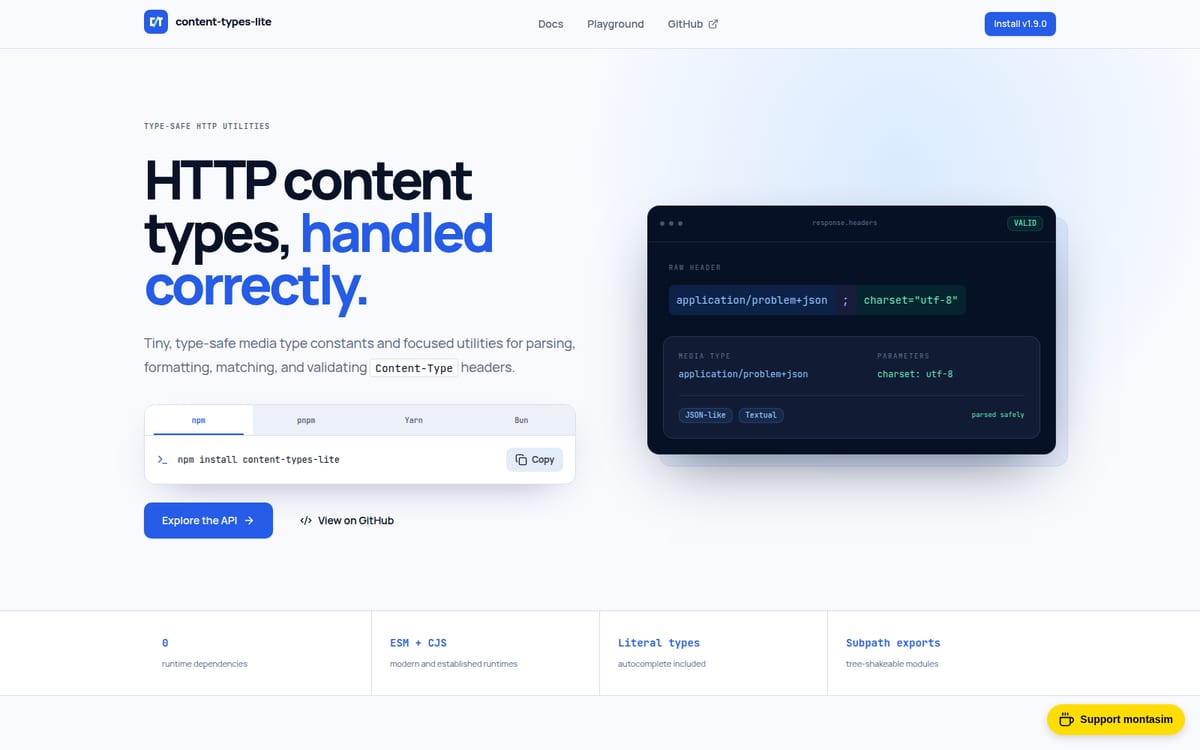 content-types-lite
Docs
Playground
GitHub
Install v1.9.0
TYPE-SAFE HTTP UTILITIES
HTTP content
types, handled
correctly.
Tiny, type-safe media type constants and focused utilities for parsing,
formatting, matching, and validating Content-Type headers.
npm
pnpm
Yarn
Bun
npm install content-types-lite
Copy
Explore the API
View on GitHub
response.headers
VALID
RAW HEADER
application/problem+json ; charset="utf-8"
MEDIA TYPE
PARAMETERS
application/problem+json
charset: utf-8
JSON-like
Textual
parsed safely
0
runtime dependencies
ESM + CJS
modern and established runtimes
Literal types
autocomplete included
Subpath exports
tree-shakeable modules
Support montasim